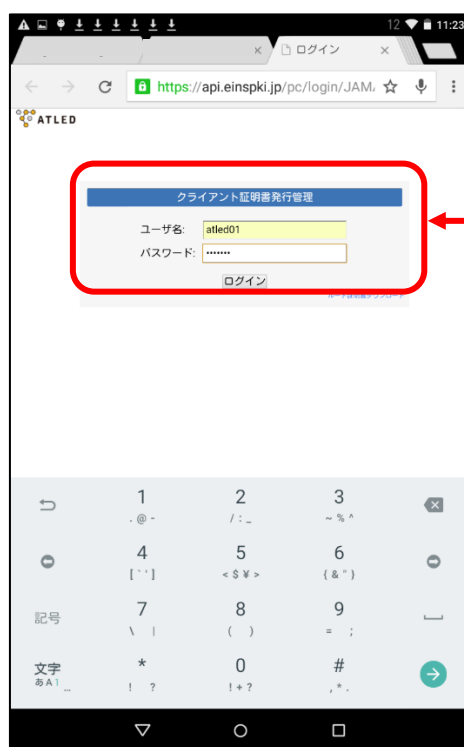 12 11:23
ログイン
https://api.einspki.jp/pc/login/JAMA
ATLED
クライアント証明書発行管理
ユーザ名: atled01
パスワード: •••••••
ログイン
1 2 3
. @ - / : _ ~ % ^
4 5 6
[ ` ' ] < $ ¥ > { & " }
記号 7 8 9
\ | ( ) = ;
文字 * 0 #
あA1 ... ! ? ! + ? , * .